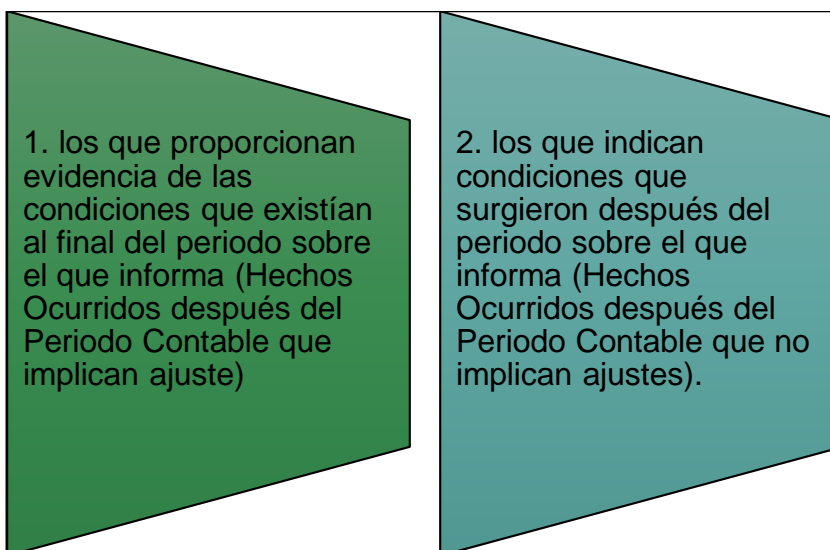 1. los que proporcionan
evidencia de las
condiciones que existían
al final del periodo sobre
el que informa (Hechos
Ocurridos después del
Periodo Contable que
implican ajuste)
2. los que indican
condiciones que
surgieron después del
periodo sobre el que
informa (Hechos
Ocurridos después del
Periodo Contable que no
implican ajustes).